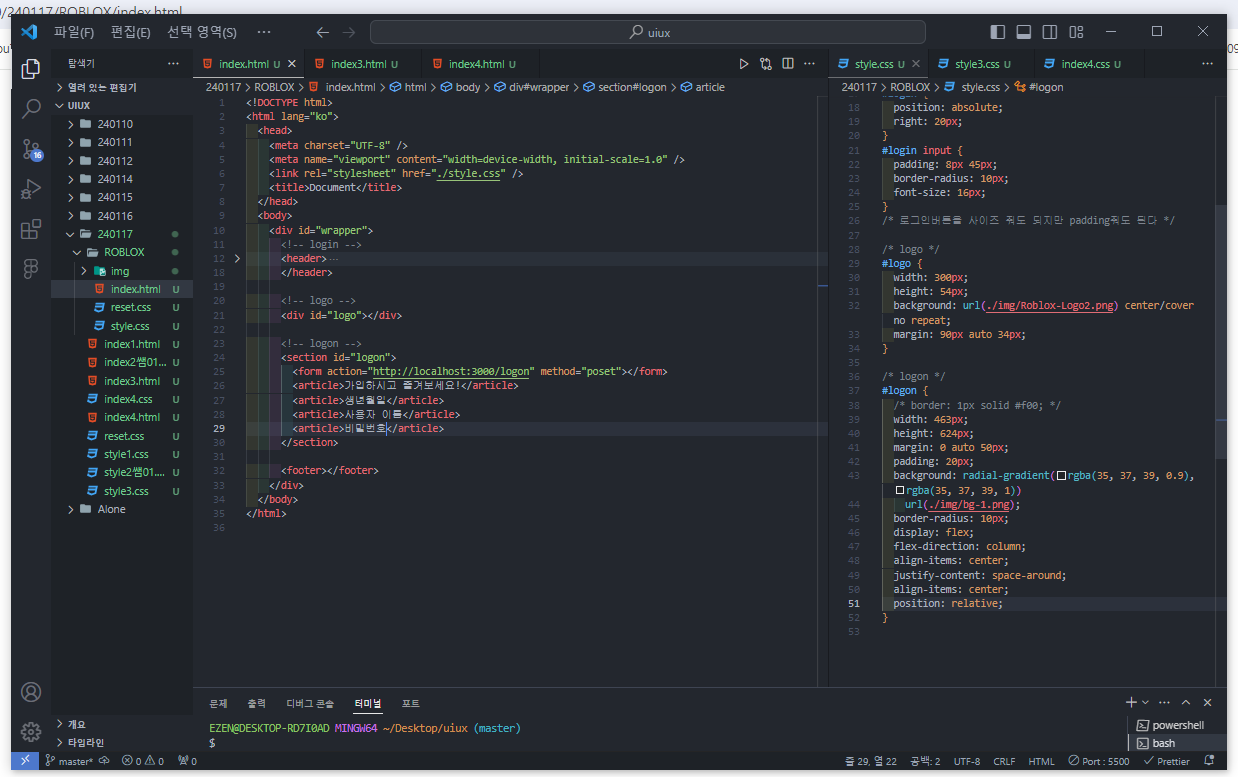 0/240117/ROBLOX/index.html
파일(F) 편집(E) 선택 영역(S) ··· uiux
탐색기
열려 있는 편집기
UIUX
240110
240111
240112
240114
240115
240116
240117
ROBLOX
img
index.html U
reset.css U
style.css U
index1.html U
index2쌤01... U
index3.html U
index4.css U
index4.html U
reset.css U
style1.css U
style2쌤01.... U
style3.css U
Alone
개요
타임라인
index.html U
index3.html U
index4.html U
240117 > ROBLOX > index.html > html > body > div#wrapper > section#logon > article
1 <!DOCTYPE html>
2 <html lang="ko">
3 <head>
4 <meta charset="UTF-8" />
5 <meta name="viewport" content="width=device-width, initial-scale=1.0" />
6 <link rel="stylesheet" href="./style.css" />
7 <title>Document</title>
8 </head>
9 <body>
10 <div id="wrapper">
11 <!-- login -->
12 <header>···
18 </header>
19
20 <!-- logo -->
21 <div id="logo"></div>
22
23 <!-- logon -->
24 <section id="logon">
25 <form action="http://localhost:3000/logon" method="poset"></form>
26 <article>가입하시고 즐겨보세요!</article>
27 <article>생년월일</article>
28 <article>사용자 이름</article>
29 <article>비밀번호</article>
30 </section>
31
32 <footer></footer>
33 </div>
34 </body>
35 </html>
36
style.css U
style3.css U
index4.css U
240117 > ROBLOX > style.css > #logon
18 position: absolute;
19 right: 20px;
20 }
21 #login input {
22 padding: 8px 45px;
23 border-radius: 10px;
24 font-size: 16px;
25 }
26 /* 로그인버튼을 사이즈 줘도 되지만 padding줘도 된다 */
27
28 /* logo */
29 #logo {
30 width: 300px;
31 height: 54px;
32 background: url(./img/Roblox-Logo2.png) center/cover
no repeat;
33 margin: 90px auto 34px;
34 }
35
36 /* logon */
37 #logon {
38 /* border: 1px solid #f00; */
39 width: 463px;
40 height: 624px;
41 margin: 0 auto 50px;
42 padding: 20px;
43 background: radial-gradient(rgba(35, 37, 39, 0.9),
rgba(35, 37, 39, 1))
44 url(./img/bg-1.png);
45 border-radius: 10px;
46 display: flex;
47 flex-direction: column;
48 align-items: center;
49 justify-content: space-around;
50 align-items: center;
51 position: relative;
52 }
53
문제 출력 디버그 콘솔 터미널 포트
EZEN@DESKTOP-RD7I0AD MINGW64 ~/Desktop/uiux (master)
$
powershell
bash
16
master* 0 0 0 줄 29, 열 22 공백: 2 UTF-8 CRLF HTML Port : 5500 Prettier